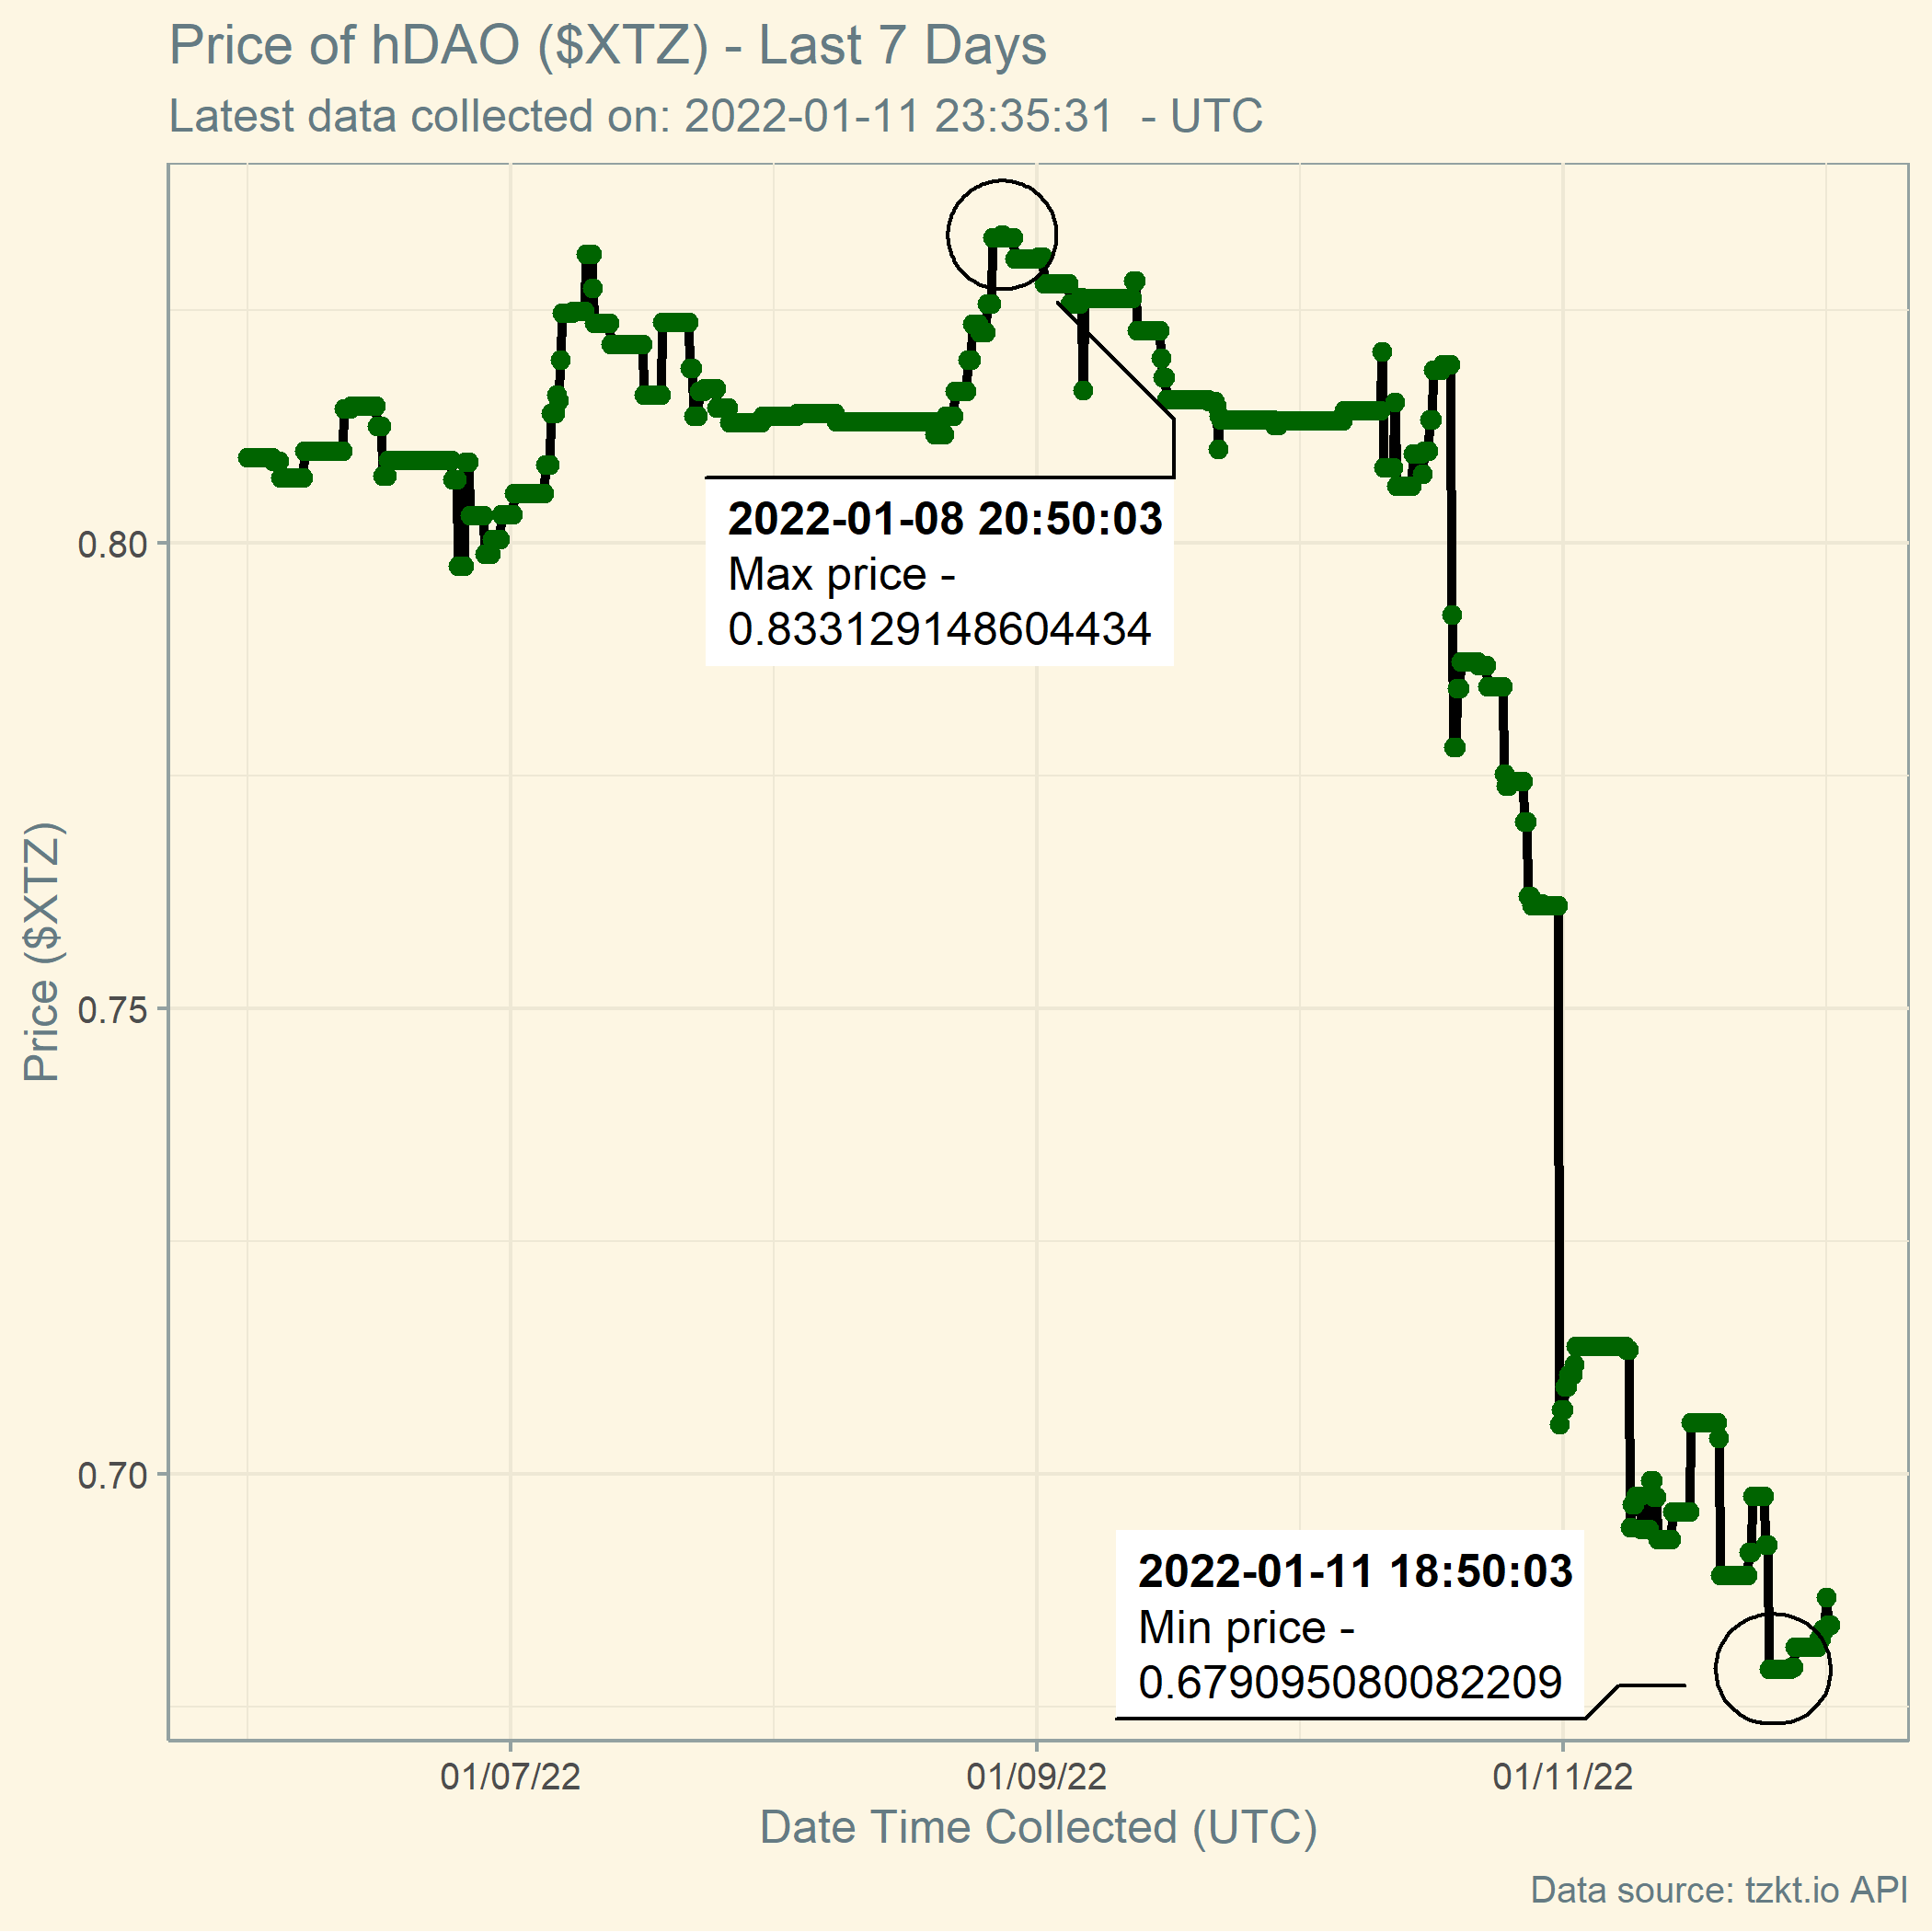 Price of hDAO ($XTZ) - Last 7 Days
Latest data collected on: 2022-01-11 23:35:31  - UTC
2022-01-08 20:50:03
Max price -
0.833129148604434
0.80
0.75
0.70
Price ($XTZ)
2022-01-11 18:50:03
Min price -
0.679095080082209
01/07/22
01/09/22
01/11/22
Date Time Collected (UTC)
Data source: tzkt.io API